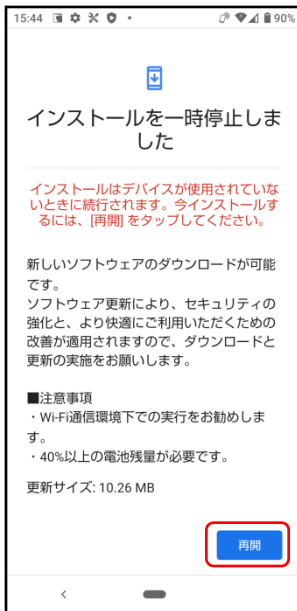 15:44
90%
インストールを一時停止しま
した
インストールはデバイスが使用されていな
いときに続行されます。今インストールす
るには、[再開] をタップしてください。
新しいソフトウェアのダウンロードが可能
です。
ソフトウェア更新により、セキュリティの
強化と、より快適にご利用いただくための
改善が適用されますので、ダウンロードと
更新の実施をお願いします。
■注意事項
・Wi-Fi通信環境下での実行をお勧めしま
す。
・40%以上の電池残量が必要です。
更新サイズ: 10.26 MB
再開